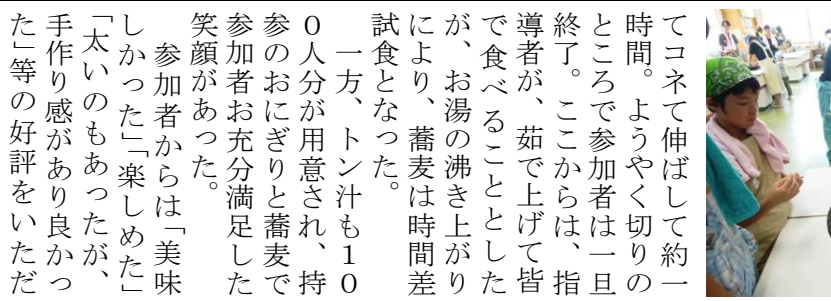 てコネて伸ばして約一
時間。ようやく切りの
ところで参加者は一旦
終了。ここからは、指
導者が、茹で上げて皆
で食べることとした
が、お湯の沸き上がり
により、蕎麦は時間差
試食となった。
一方、トン汁も１０
０人分が用意され、持
参のおにぎりと蕎麦で
参加者お充分満足した
笑顔があった。
参加者からは「美味
しかった」「楽しめた」
「太いのもあったが、
手作り感があり良かっ
た」等の好評をいただ